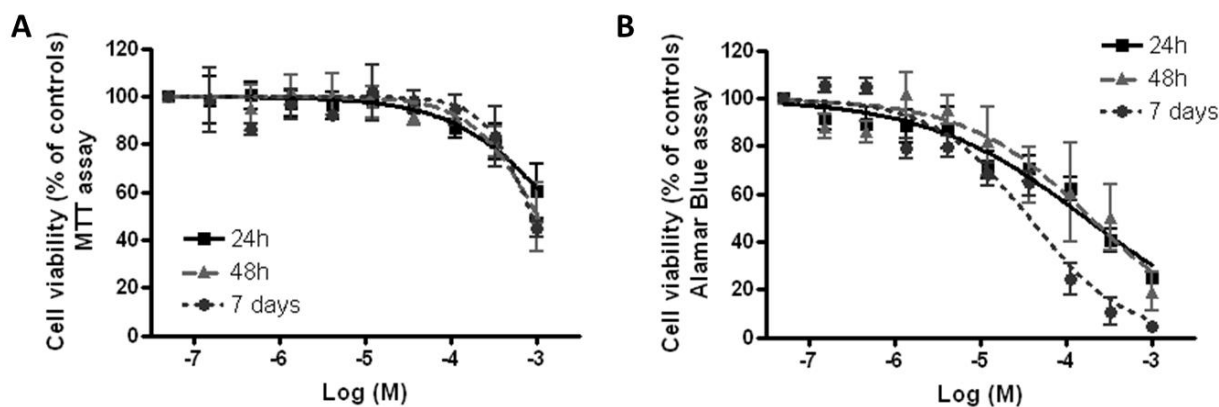 A
Cell viability (% of controls)
MTT assay
120
100
80
60
40
20
0
24h
48h
7 days
-7 -6 -5 -4 -3
Log (M)
B
Cell viability (% of controls)
Alamar Blue assay
120
100
80
60
40
20
0
24h
48h
7 days
-7 -6 -5 -4 -3
Log (M)